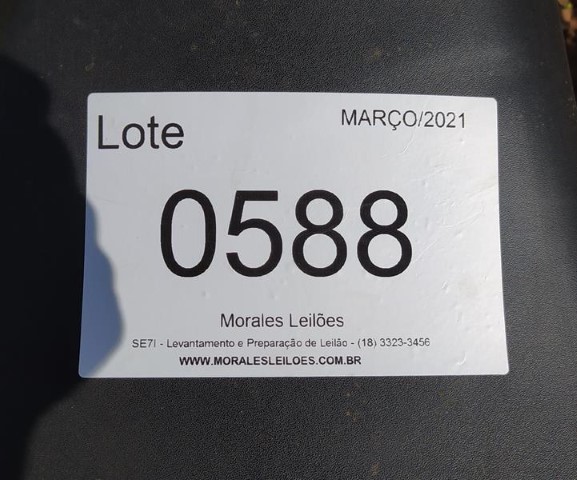 Lote
MARÇO/2021
0588
Morales Leilões
SE7I - Levantamento e Preparação de Leilão - (18) 3323-3456
WWW.MORALESLEILOES.COM.BR